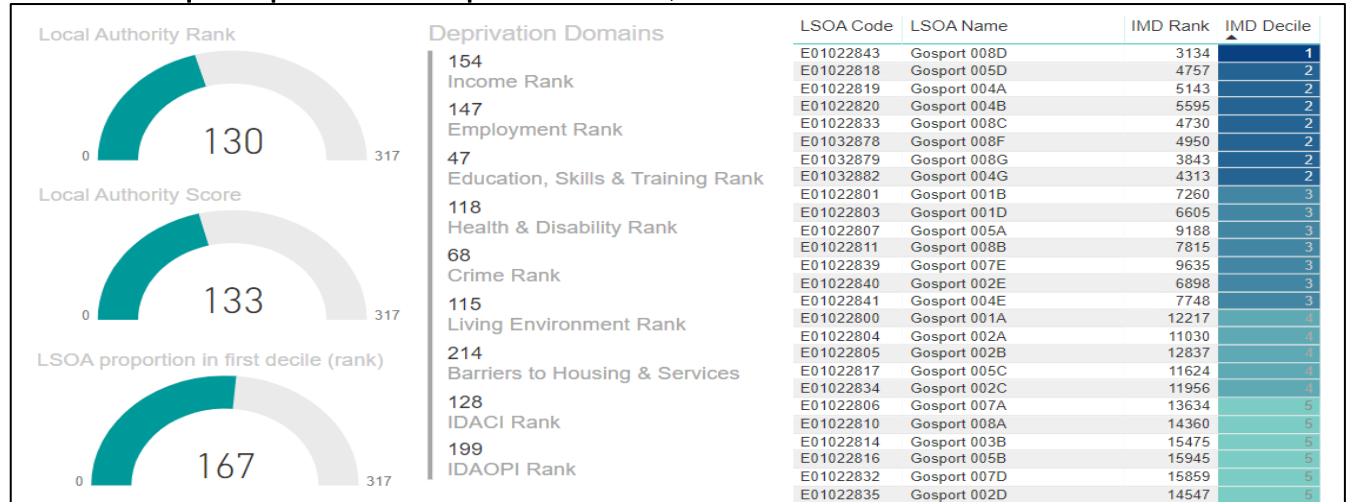 Local Authority Rank
130
0
317
Local Authority Score
133
0
317
LSOA proportion in first decile (rank)
167
0
317
Deprivation Domains
154
Income Rank
147
Employment Rank
47
Education, Skills & Training Rank
118
Health & Disability Rank
68
Crime Rank
115
Living Environment Rank
214
Barriers to Housing & Services
128
IDACI Rank
199
IDAOPI Rank
LSOA Code LSOA Name IMD Rank IMD Decile
E01022843 Gosport 008D 3134 1
E01022818 Gosport 005D 4757 2
E01022819 Gosport 004A 5143 2
E01022820 Gosport 004B 5595 2
E01022833 Gosport 008C 4730 2
E01032878 Gosport 008F 4950 2
E01032879 Gosport 008G 3843 2
E01032882 Gosport 004G 4313 2
E01022801 Gosport 001B 7260 3
E01022803 Gosport 001D 6605 3
E01022807 Gosport 005A 9188 3
E01022811 Gosport 008B 7815 3
E01022839 Gosport 007E 9635 3
E01022840 Gosport 002E 6898 3
E01022841 Gosport 004E 7748 3
E01022800 Gosport 001A 12217 4
E01022804 Gosport 002A 11030 4
E01022805 Gosport 002B 12837 4
E01022817 Gosport 005C 11624 4
E01022834 Gosport 002C 11956 4
E01022806 Gosport 007A 13634 5
E01022810 Gosport 008A 14360 5
E01022814 Gosport 003B 15475 5
E01022816 Gosport 005B 15945 5
E01022832 Gosport 007D 15859 5
E01022835 Gosport 002D 14547 5